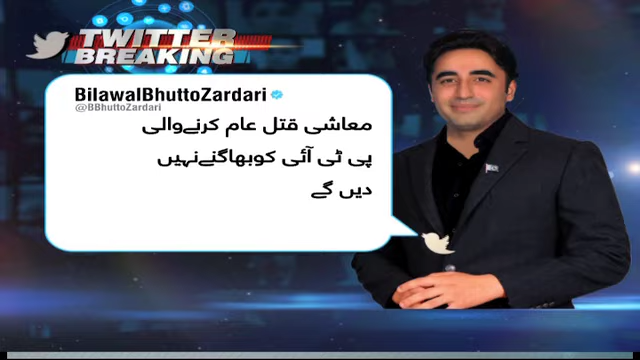 TWITTER
BREAKING
BilawalBhuttoZardari
@BBhuttoZardari
معاشی قتل عام کرنےوالی
پی ٹی آئی کوبھاگنےنہیں
دیں گے